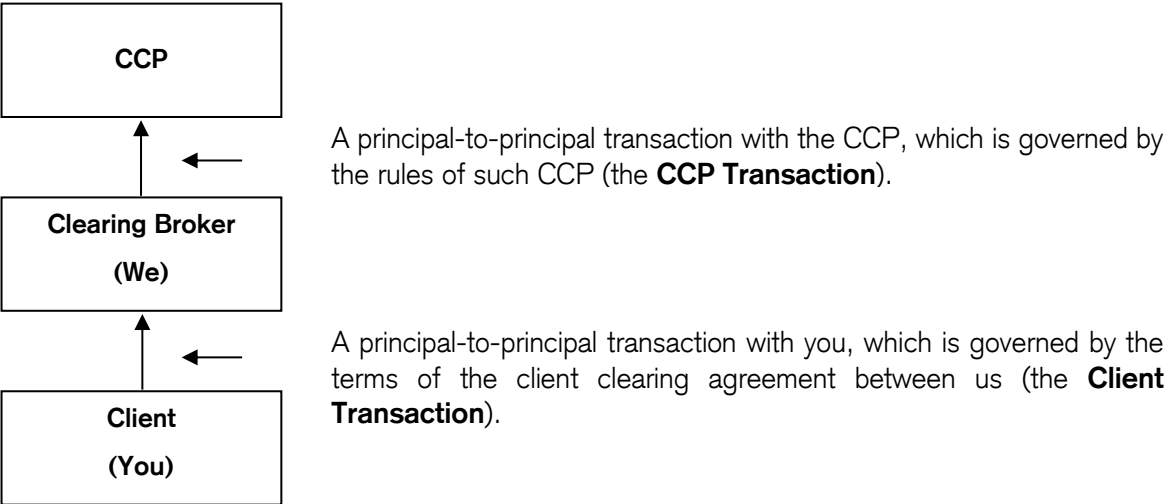 CCP
A principal-to-principal transaction with the CCP, which is governed by
the rules of such CCP (the CCP Transaction).
Clearing Broker
(We)
A principal-to-principal transaction with you, which is governed by the
terms of the client clearing agreement between us (the Client
Transaction).
Client
(You)